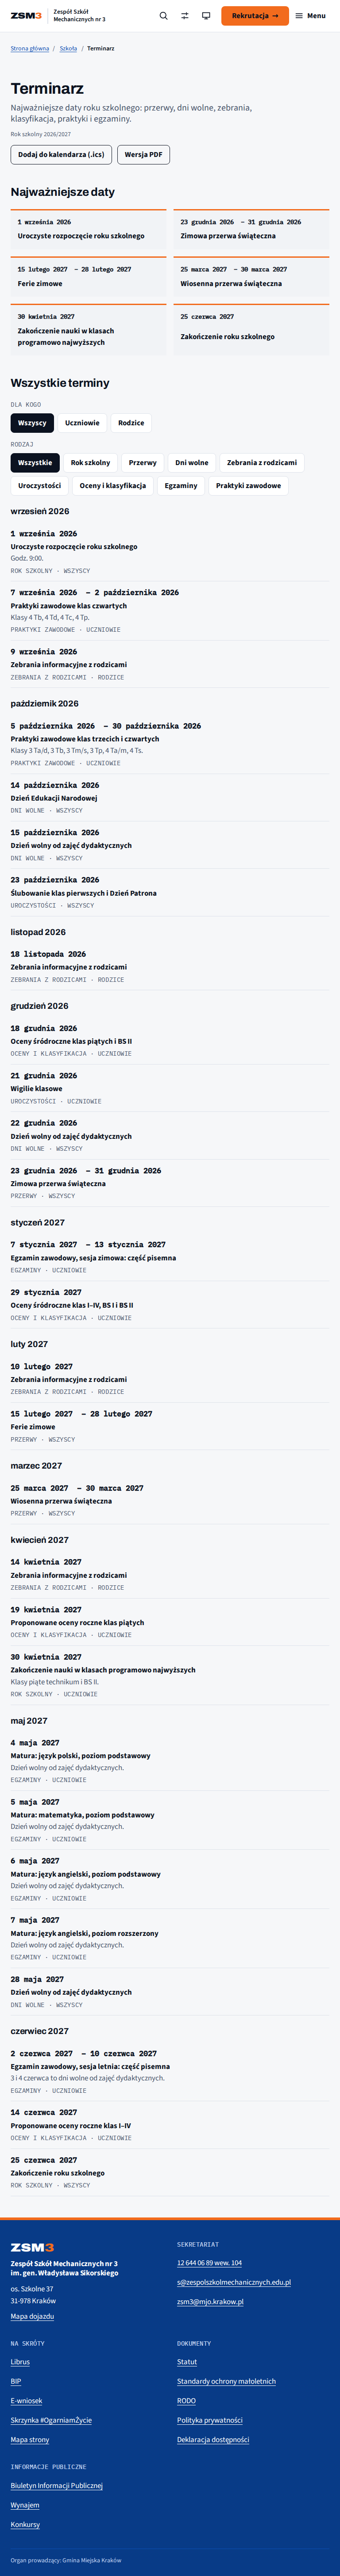 ZSM3
Zespół Szkół
Mechanicznych nr 3
Rekrutacja →
Menu
Strona główna / Szkoła / Terminarz
Terminarz
Najważniejsze daty roku szkolnego: przerwy, dni wolne, zebrania,
klasyfikacja, praktyki i egzaminy.
Rok szkolny 2026/2027
Dodaj do kalendarza (.ics)
Wersja PDF
Najważniejsze daty
1 września 2026
Uroczyste rozpoczęcie roku szkolnego
23 grudnia 2026 – 31 grudnia 2026
Zimowa przerwa świąteczna
15 lutego 2027 – 28 lutego 2027
Ferie zimowe
25 marca 2027 – 30 marca 2027
Wiosenna przerwa świąteczna
30 kwietnia 2027
Zakończenie nauki w klasach
programowo najwyższych
25 czerwca 2027
Zakończenie roku szkolnego
Wszystkie terminy
DLA KOGO
Wszyscy
Uczniowie
Rodzice
RODZAJ
Wszystkie
Rok szkolny
Przerwy
Dni wolne
Zebrania z rodzicami
Uroczystości
Oceny i klasyfikacja
Egzaminy
Praktyki zawodowe
wrzesień 2026
1 września 2026
Uroczyste rozpoczęcie roku szkolnego
Godz. 9:00.
ROK SZKOLNY · WSZYSCY
7 września 2026 – 2 października 2026
Praktyki zawodowe klas czwartych
Klasy 4 Tb, 4 Td, 4 Tc, 4 Tp.
PRAKTYKI ZAWODOWE · UCZNIOWIE
9 września 2026
Zebrania informacyjne z rodzicami
ZEBRANIA Z RODZICAMI · RODZICE
październik 2026
5 października 2026 – 30 października 2026
Praktyki zawodowe klas trzecich i czwartych
Klasy 3 Ta/d, 3 Tb, 3 Tm/s, 3 Tp, 4 Ta/m, 4 Ts.
PRAKTYKI ZAWODOWE · UCZNIOWIE
14 października 2026
Dzień Edukacji Narodowej
DNI WOLNE · WSZYSCY
15 października 2026
Dzień wolny od zajęć dydaktycznych
DNI WOLNE · WSZYSCY
23 października 2026
Ślubowanie klas pierwszych i Dzień Patrona
UROCZYSTOŚCI · WSZYSCY
listopad 2026
18 listopada 2026
Zebrania informacyjne z rodzicami
ZEBRANIA Z RODZICAMI · RODZICE
grudzień 2026
18 grudnia 2026
Oceny śródroczne klas piątych i BS II
OCENY I KLASYFIKACJA · UCZNIOWIE
21 grudnia 2026
Wigilie klasowe
UROCZYSTOŚCI · UCZNIOWIE
22 grudnia 2026
Dzień wolny od zajęć dydaktycznych
DNI WOLNE · WSZYSCY
23 grudnia 2026 – 31 grudnia 2026
Zimowa przerwa świąteczna
PRZERWY · WSZYSCY
styczeń 2027
7 stycznia 2027 – 13 stycznia 2027
Egzamin zawodowy, sesja zimowa: część pisemna
EGZAMINY · UCZNIOWIE
29 stycznia 2027
Oceny śródroczne klas I–IV, BS I i BS II
OCENY I KLASYFIKACJA · UCZNIOWIE
luty 2027
10 lutego 2027
Zebrania informacyjne z rodzicami
ZEBRANIA Z RODZICAMI · RODZICE
15 lutego 2027 – 28 lutego 2027
Ferie zimowe
PRZERWY · WSZYSCY
marzec 2027
25 marca 2027 – 30 marca 2027
Wiosenna przerwa świąteczna
PRZERWY · WSZYSCY
kwiecień 2027
14 kwietnia 2027
Zebrania informacyjne z rodzicami
ZEBRANIA Z RODZICAMI · RODZICE
19 kwietnia 2027
Proponowane oceny roczne klas piątych
OCENY I KLASYFIKACJA · UCZNIOWIE
30 kwietnia 2027
Zakończenie nauki w klasach programowo najwyższych
Klasy piąte technikum i BS II.
ROK SZKOLNY · UCZNIOWIE
maj 2027
4 maja 2027
Matura: język polski, poziom podstawowy
Dzień wolny od zajęć dydaktycznych.
EGZAMINY · UCZNIOWIE
5 maja 2027
Matura: matematyka, poziom podstawowy
Dzień wolny od zajęć dydaktycznych.
EGZAMINY · UCZNIOWIE
6 maja 2027
Matura: język angielski, poziom podstawowy
Dzień wolny od zajęć dydaktycznych.
EGZAMINY · UCZNIOWIE
7 maja 2027
Matura: język angielski, poziom rozszerzony
Dzień wolny od zajęć dydaktycznych.
EGZAMINY · UCZNIOWIE
28 maja 2027
Dzień wolny od zajęć dydaktycznych
DNI WOLNE · WSZYSCY
czerwiec 2027
2 czerwca 2027 – 10 czerwca 2027
Egzamin zawodowy, sesja letnia: część pisemna
3 i 4 czerwca to dni wolne od zajęć dydaktycznych.
EGZAMINY · UCZNIOWIE
14 czerwca 2027
Proponowane oceny roczne klas I–IV
OCENY I KLASYFIKACJA · UCZNIOWIE
25 czerwca 2027
Zakończenie roku szkolnego
ROK SZKOLNY · WSZYSCY
ZSM3
Zespół Szkół Mechanicznych nr 3
im. gen. Władysława Sikorskiego
os. Szkolne 37
31-978 Kraków
Mapa dojazdu
SEKRETARIAT
12 644 06 89 wew. 104
s@zespolszkolmechanicznych.edu.pl
zsm3@mjo.krakow.pl
NA SKRÓTY
Librus
BIP
E-wniosek
Skrzynka #OgarniamŻycie
Mapa strony
DOKUMENTY
Statut
Standardy ochrony małoletnich
RODO
Polityka prywatności
Deklaracja dostępności
INFORMACJE PUBLICZNE
Biuletyn Informacji Publicznej
Wynajem
Konkursy
Organ prowadzący: Gmina Miejska Kraków